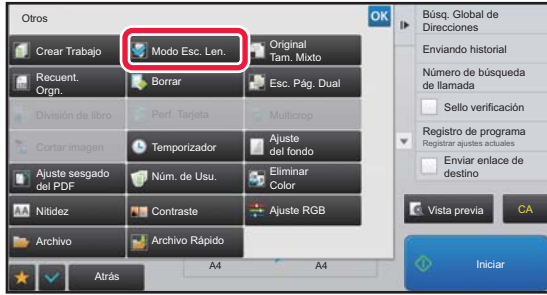 Otros
OK
Crear Trabajo
Modo Esc. Len.
Original
Tam. Mixto
Recuent.
Orgn.
Borrar
Esc. Pág. Dual
División de libro
Perf. Tarjeta
Multicrop
Cortar imagen
Temporizador
Ajuste
del fondo
Ajuste sesgado
del PDF
Núm. de Usu.
Eliminar
Color
AA
Nitidez
Contraste
Ajuste RGB
Archivo
Archivo Rápido
Atrás
A4
A4
Búsq. Global de
Direcciones
Enviando historial
Número de búsqueda
de llamada
Sello verificación
Registro de programa
Registrar ajustes actuales
Enviar enlace de
destino
Vista previa
CA
Iniciar